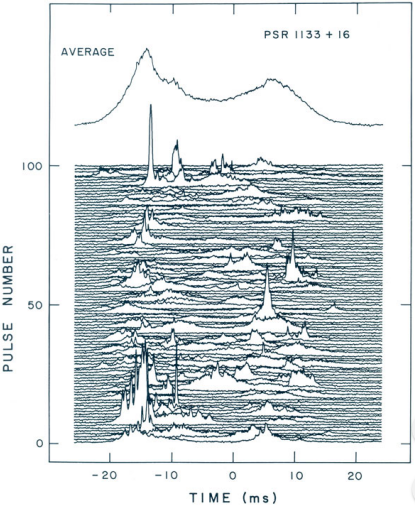 PSR 1133 + 16
AVERAGE
100
50
0
PULSE NUMBER
-20 -10 0 10 20
TIME (ms)